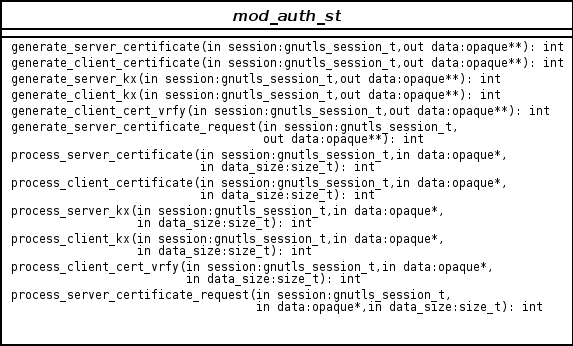 mod_auth_st
generate_server_certificate(in session:gnutls_session_t,out data:opaque**): int
generate_client_certificate(in session:gnutls_session_t,out data:opaque**): int
generate_server_kx(in session:gnutls_session_t,out data:opaque**): int
generate_client_kx(in session:gnutls_session_t,out data:opaque**): int
generate_client_cert_vrfy(in session:gnutls_session_t,out data:opaque**): int
generate_server_certificate_request(in session:gnutls_session_t,
out data:opaque**): int
process_server_certificate(in session:gnutls_session_t,in data:opaque*,
in data_size:size_t): int
process_client_certificate(in session:gnutls_session_t,in data:opaque*,
in data_size:size_t): int
process_server_kx(in session:gnutls_session_t,in data:opaque*,
in data_size:size_t): int
process_client_kx(in session:gnutls_session_t,in data:opaque*,
in data_size:size_t): int
process_client_cert_vrfy(in session:gnutls_session_t,in data:opaque*,
in data_size:size_t): int
process_server_certificate_request(in session:gnutls_session_t,
in data:opaque*,in data_size:size_t): int